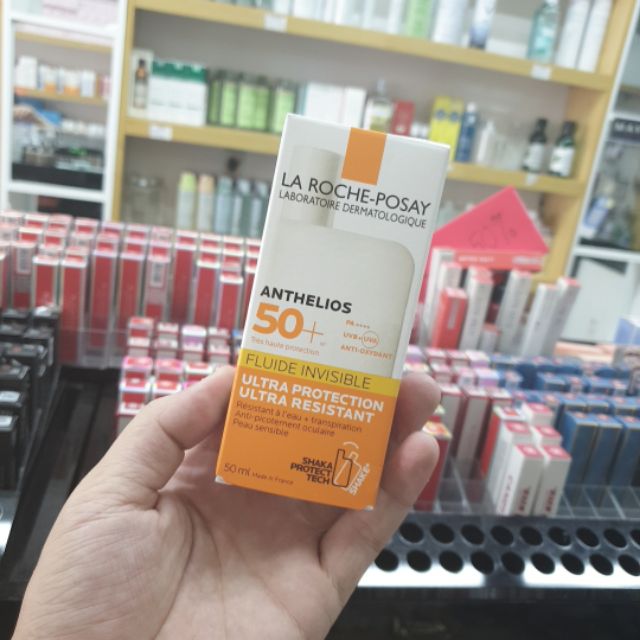 LA ROCHE-POSAY
LABORATOIRE DERMATOLOGIQUE
ANTHELIOS
50+
Très haute protection
PA++++
UVB+UVA
ANTI-OXYDANT
FLUIDE INVISIBLE
ULTRA PROTECTION
ULTRA RESISTANT
Résistant à l'eau + transpiration
Anti-picotement oculaire
Peau sensible
50 ml Made in France
SHAKA
PROTECT
TECH
SHAKE*
50%